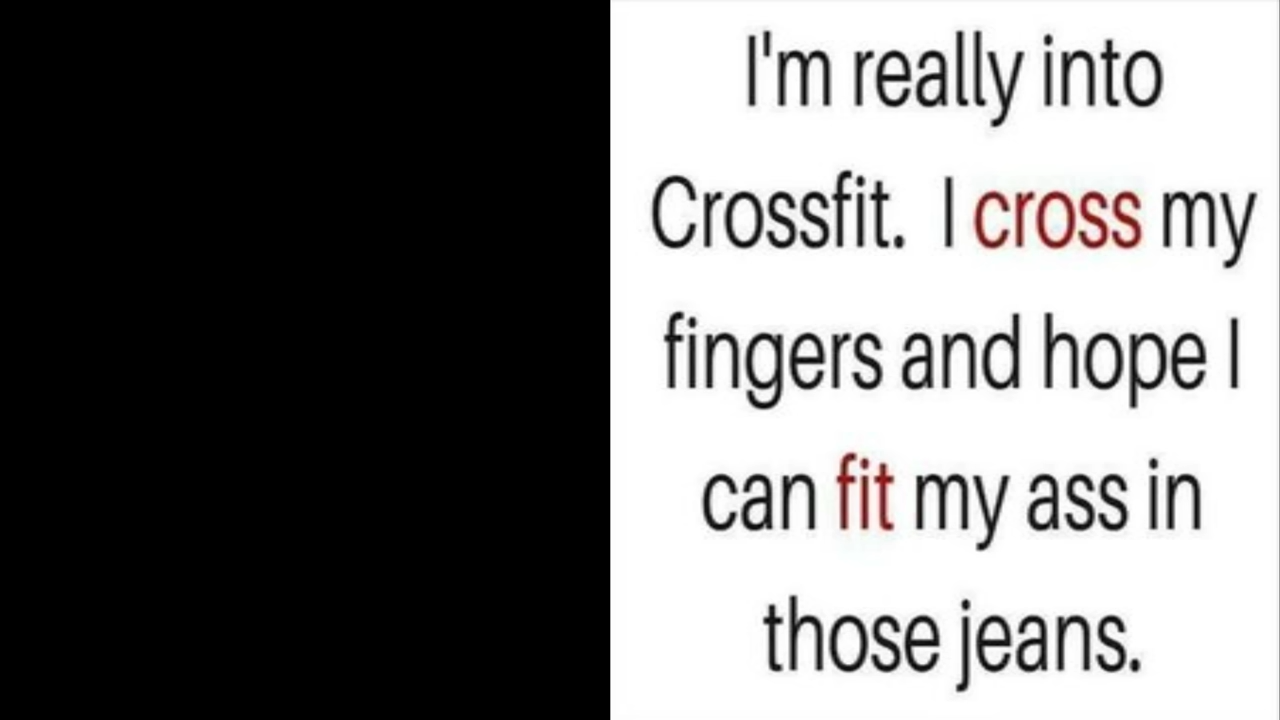 I'm really into
Crossfit. I cross my
fingers and hope I
can fit my ass in
those jeans.